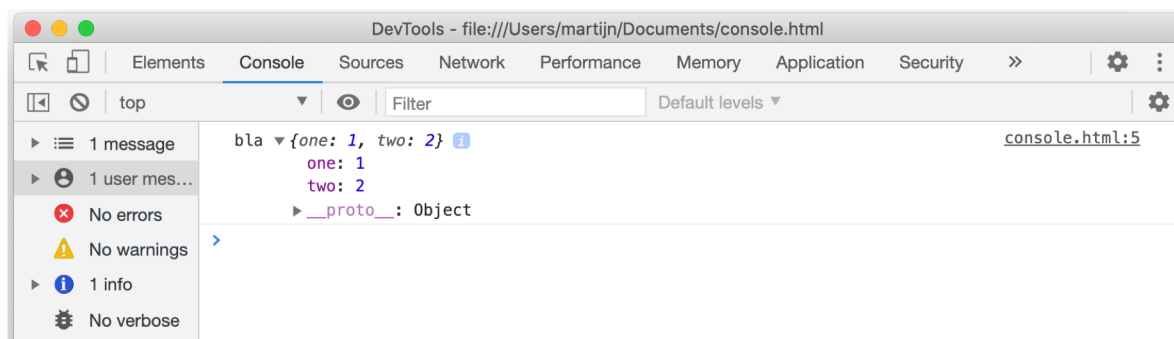 DevTools - file:///Users/martijn/Documents/console.html
Elements Console Sources Network Performance Memory Application Security »
top Filter Default levels
1 message
1 user mes...
No errors
No warnings
1 info
No verbose
bla {one: 1, two: 2} i console.html:5
one: 1
two: 2
__proto__: Object
>